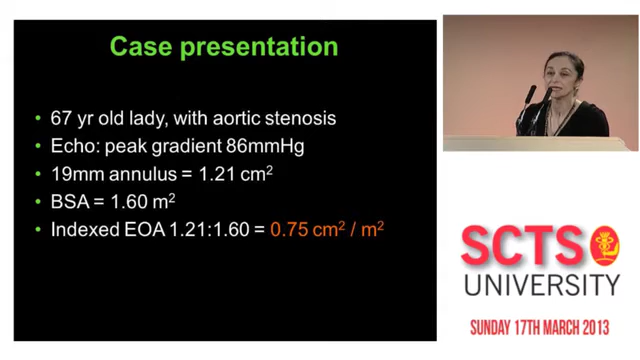 Case presentation
• 67 yr old lady, with aortic stenosis
• Echo: peak gradient 86mmHg
• 19mm annulus = 1.21 cm²
• BSA = 1.60 m²
• Indexed EOA 1.21:1.60 = 0.75 cm² / m²
SCTS
UNIVERSITY
SUNDAY 17TH MARCH 2013